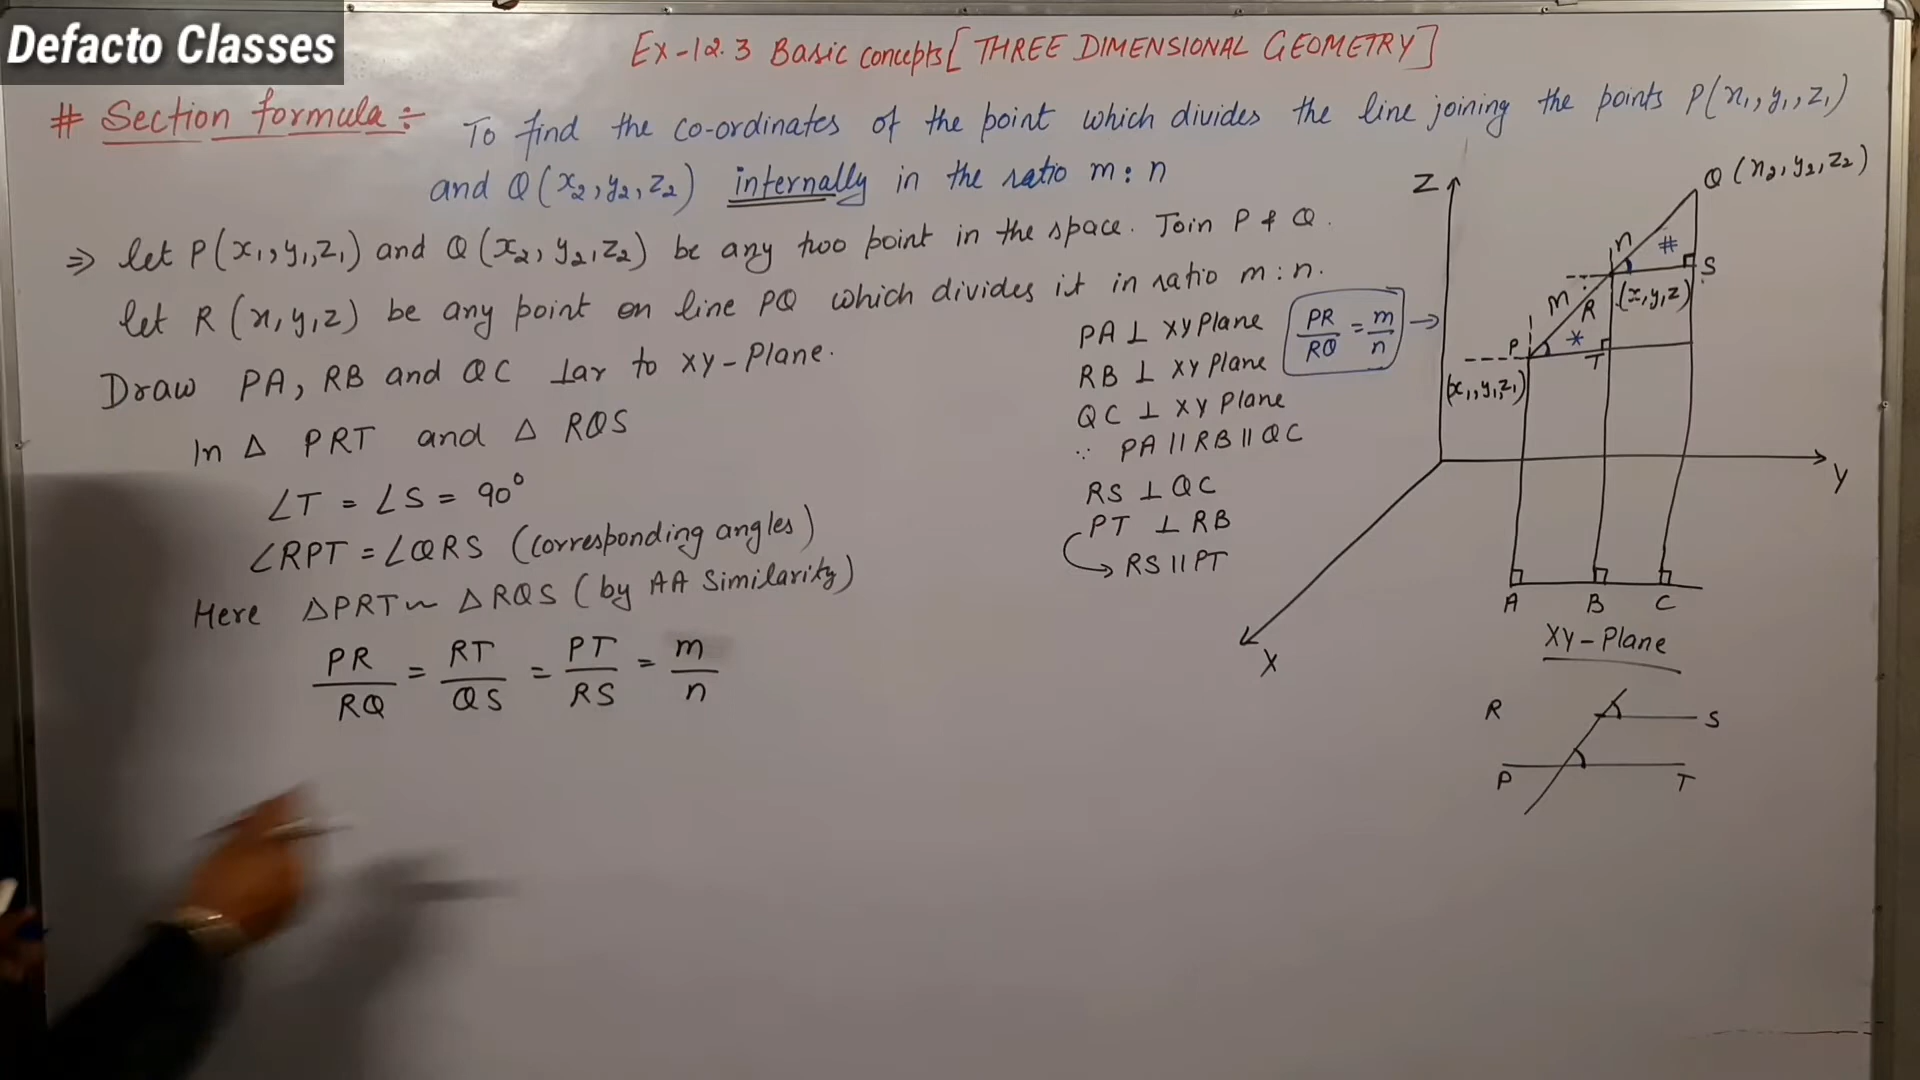 Defacto Classes
Ex-12.3 Basic concepts [THREE DIMENSIONAL GEOMETRY]
# Section formula :- To find the co-ordinates of the point which divides the line joining the points P(x₁, y₁, z₁)
and Q(x₂, y₂, z₂) internally in the ratio m : n
⇒ let P(x₁, y₁, z₁) and Q(x₂, y₂, z₂) be any two point in the space. Join P & Q.
let R(x, y, z) be any point on line PQ which divides it in ratio m : n.
Draw PA, RB and QC ⊥ar to xy-Plane.
In Δ PRT and Δ RQS
∠T = ∠S = 90°
∠RPT = ∠QRS (corresponding angles)
Here ΔPRT ~ ΔRQS (by AA Similarity)
PR/RQ = RT/QS = PT/RS = m/n
PA ⊥ XY Plane
RB ⊥ XY Plane
QC ⊥ XY Plane
∵ PA || RB || QC
RS ⊥ QC
PT ⊥ RB
→ RS || PT
PR/RQ = m/n →
Z
Q(x₂, y₂, z₂)
n #
S
m R (x, y, z)
P * T
(x₁, y₁, z₁)
Y
X
A B C
XY-Plane
R S
P T